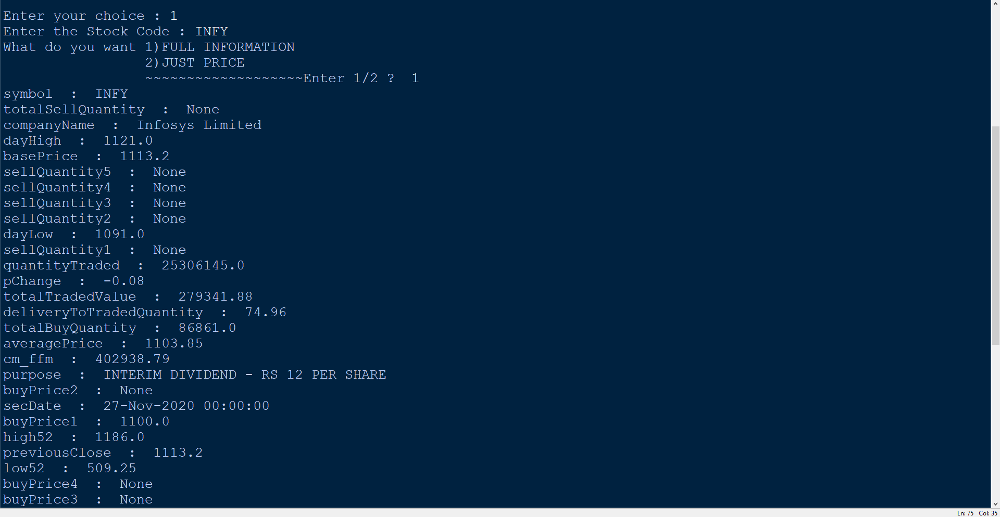 Enter your choice : 1
Enter the Stock Code : INFY
What do you want 1)FULL INFORMATION
                 2)JUST PRICE
                 ~~~~~~~~~~~~~~~~~~~Enter 1/2 ?  1
symbol  :  INFY
totalSellQuantity  :  None
companyName  :  Infosys Limited
dayHigh  :  1121.0
basePrice  :  1113.2
sellQuantity5  :  None
sellQuantity4  :  None
sellQuantity3  :  None
sellQuantity2  :  None
dayLow  :  1091.0
sellQuantity1  :  None
quantityTraded  :  25306145.0
pChange  :  -0.08
totalTradedValue  :  279341.88
deliveryToTradedQuantity  :  74.96
totalBuyQuantity  :  86861.0
averagePrice  :  1103.85
cm_ffm  :  402938.79
purpose  :  INTERIM DIVIDEND - RS 12 PER SHARE
buyPrice2  :  None
secDate  :  27-Nov-2020 00:00:00
buyPrice1  :  1100.0
high52  :  1186.0
previousClose  :  1113.2
low52  :  509.25
buyPrice4  :  None
buyPrice3  :  None
Ln: 75 Col: 35